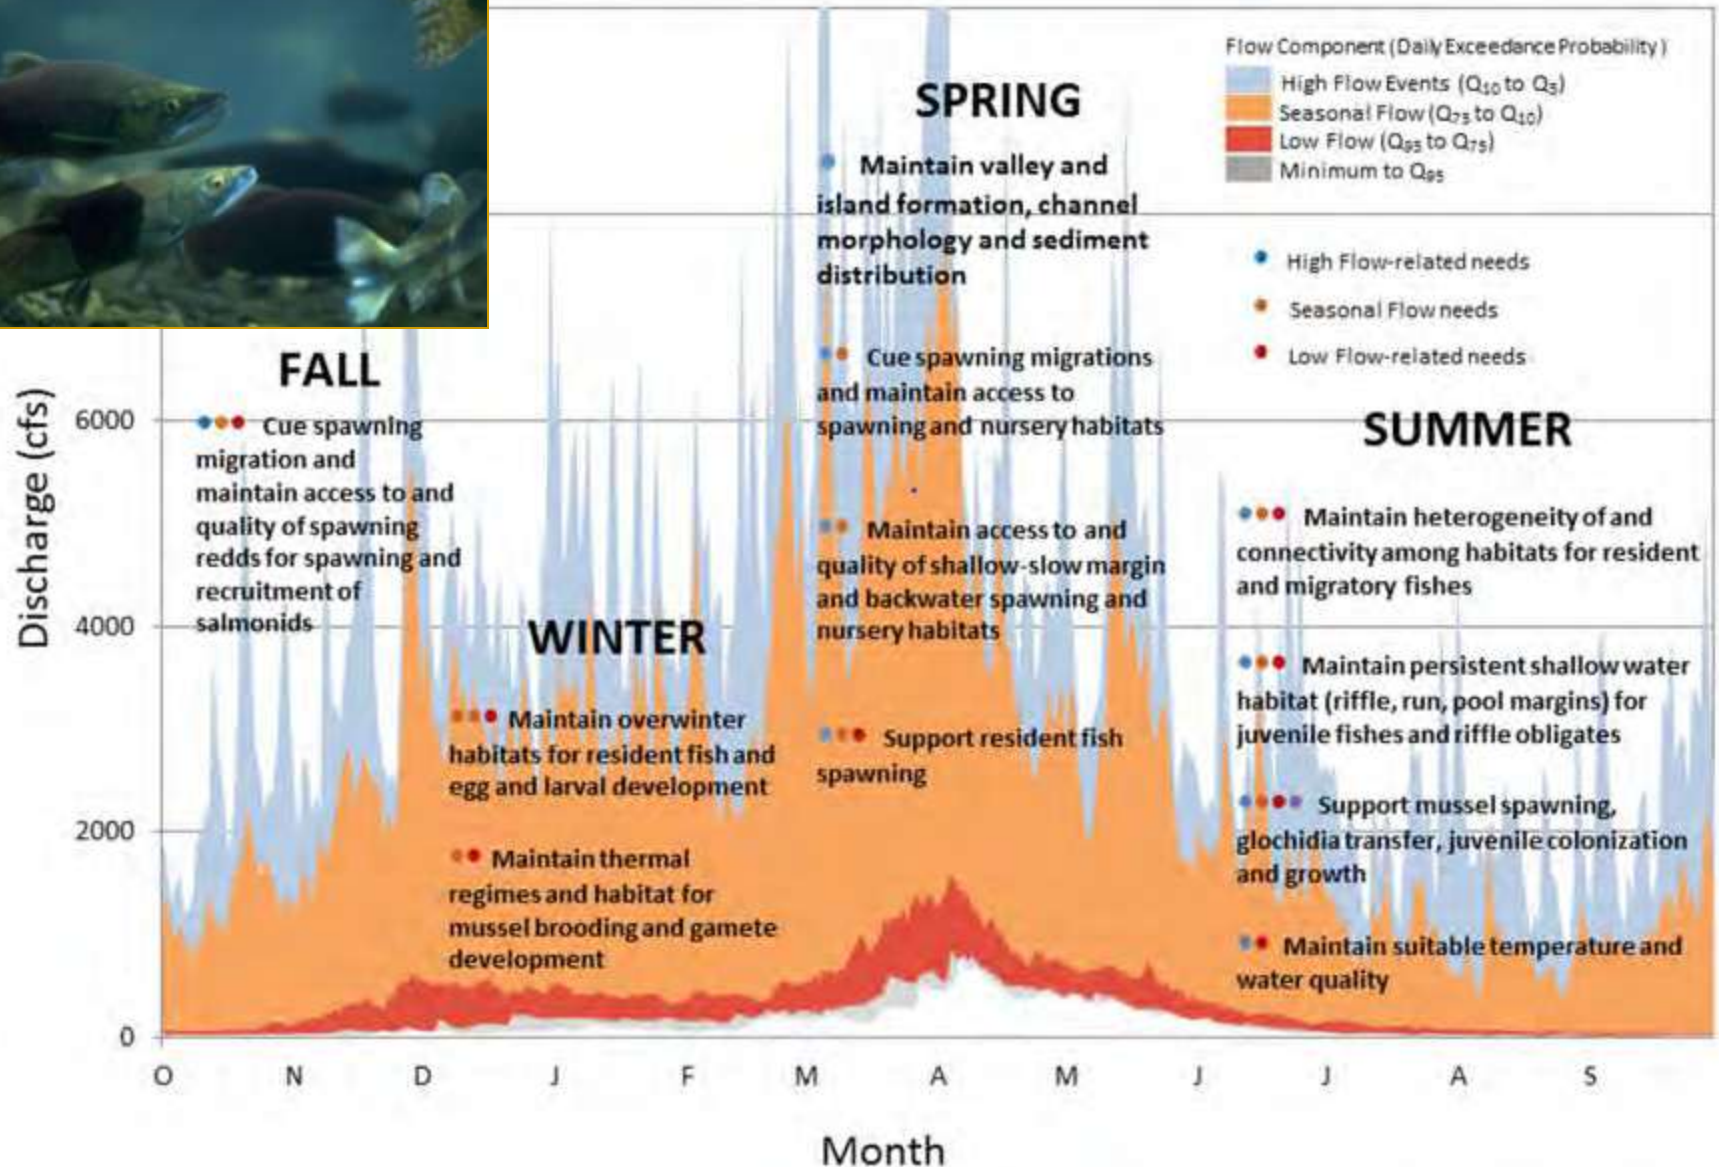 Flow Component (Daily Exceedance Probability)
High Flow Events (Q₁₀ to Q₅)
Seasonal Flow (Q₇₅ to Q₁₀)
Low Flow (Q₉₅ to Q₇₅)
Minimum to Q₉₅
High Flow-related needs
Seasonal Flow needs
Low Flow-related needs
FALL
Cue spawning
migration and
maintain access to and
quality of spawning
redds for spawning and
recruitment of
salmonids
WINTER
Maintain overwinter
habitats for resident fish and
egg and larval development
Maintain thermal
regimes and habitat for
mussel brooding and gamete
development
SPRING
Maintain valley and
island formation, channel
morphology and sediment
distribution
Cue spawning migrations
and maintain access to
spawning and nursery habitats
Maintain access to and
quality of shallow-slow margin
and backwater spawning and
nursery habitats
Support resident fish
spawning
SUMMER
Maintain heterogeneity of and
connectivity among habitats for resident
and migratory fishes
Maintain persistent shallow water
habitat (riffle, run, pool margins) for
juvenile fishes and riffle obligates
Support mussel spawning,
glochidia transfer, juvenile colonization
and growth
Maintain suitable temperature and
water quality
Discharge (cfs)
6000
4000
2000
0
O N D J F M A M J J A S
Month